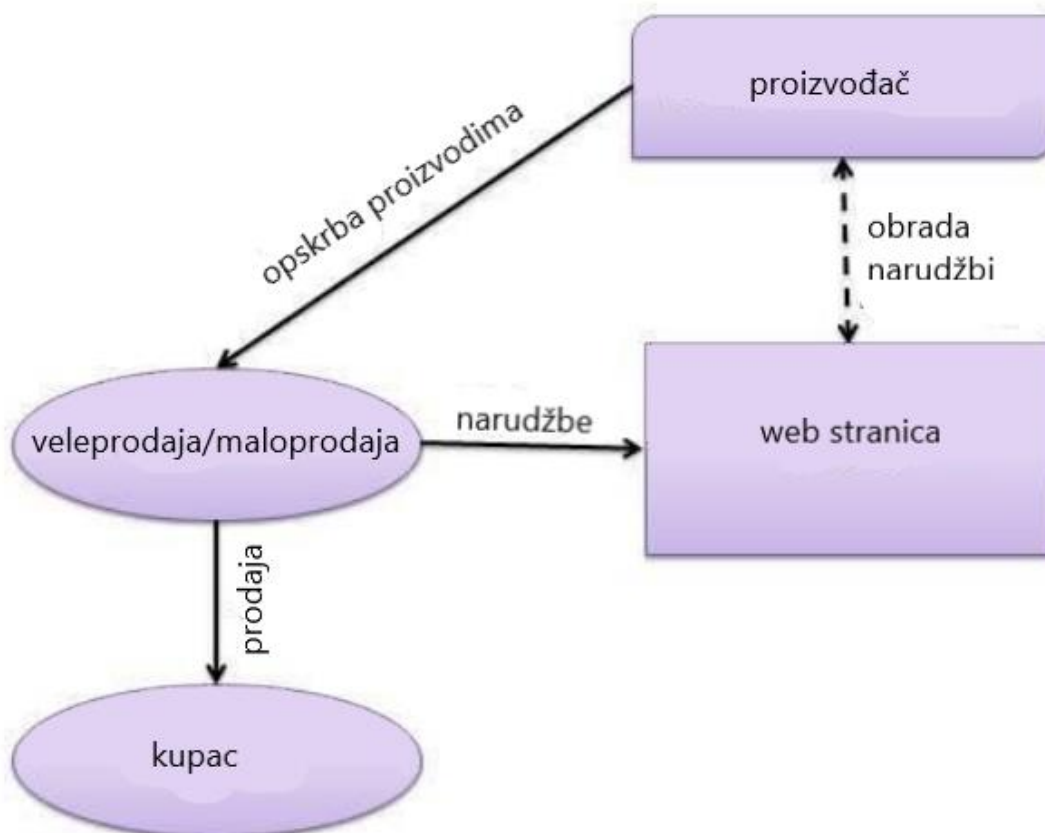 proizvođač
opskrba proizvodima
obrada
narudžbi
veleprodaja/maloprodaja
narudžbe
web stranica
prodaja
kupac